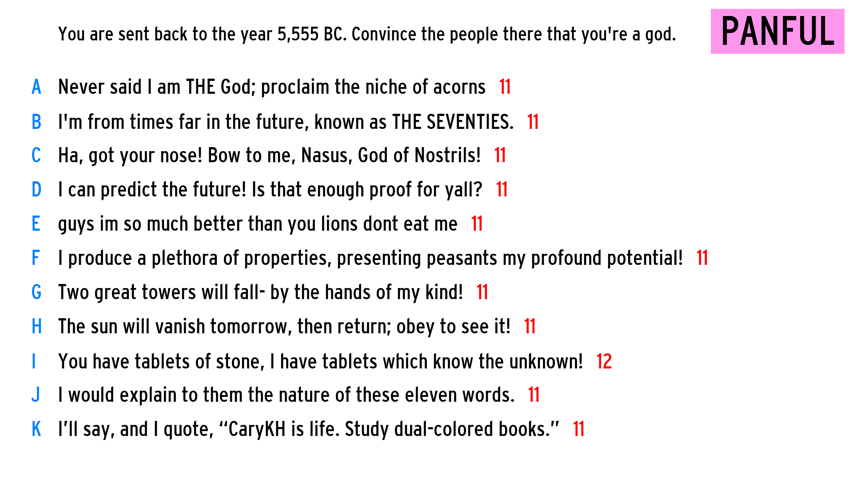 You are sent back to the year 5,555 BC. Convince the people there that you're a god.
PANFUL
A Never said I am THE God; proclaim the niche of acorns 11
B I'm from times far in the future, known as THE SEVENTIES. 11
C Ha, got your nose! Bow to me, Nasus, God of Nostrils! 11
D I can predict the future! Is that enough proof for yall? 11
E guys im so much better than you lions dont eat me 11
F I produce a plethora of properties, presenting peasants my profound potential! 11
G Two great towers will fall- by the hands of my kind! 11
H The sun will vanish tomorrow, then return; obey to see it! 11
I You have tablets of stone, I have tablets which know the unknown! 12
J I would explain to them the nature of these eleven words. 11
K I’ll say, and I quote, “CaryKH is life. Study dual-colored books.” 11